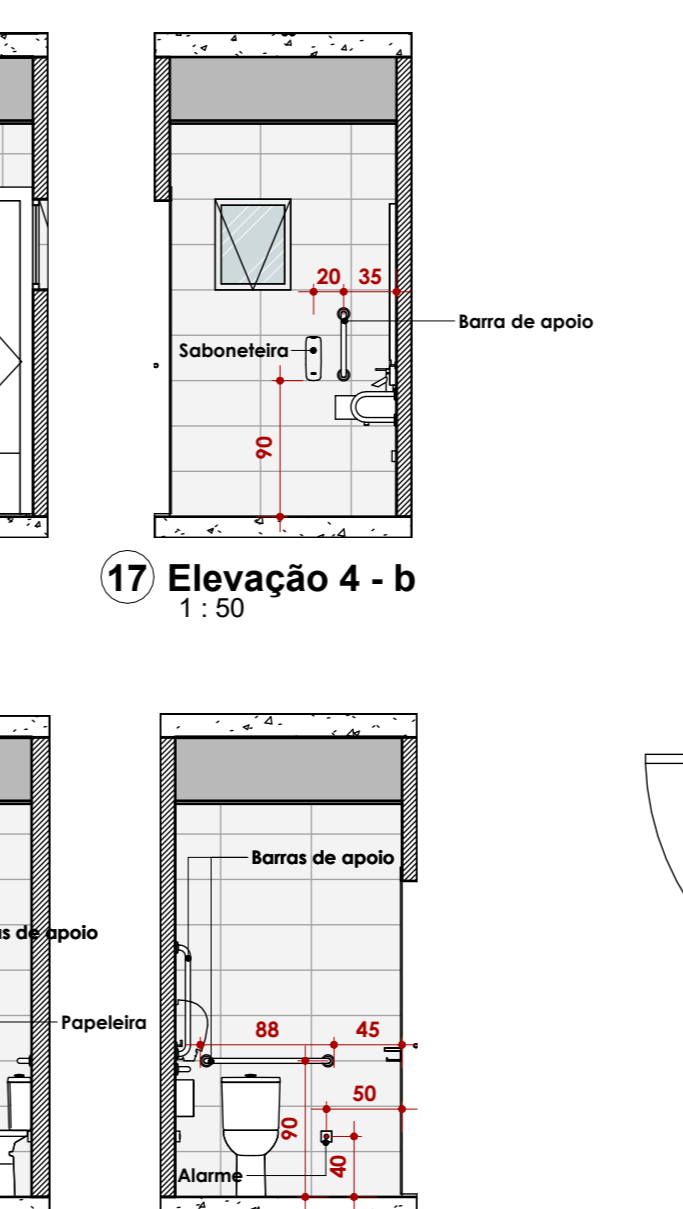 20 35
Barra de apoio
Saboneteira
90
17 Elevação 4 - b
1 : 50
Barras de apoio
s de apoio
Papeleira
88 45
50
90
40
Alarme